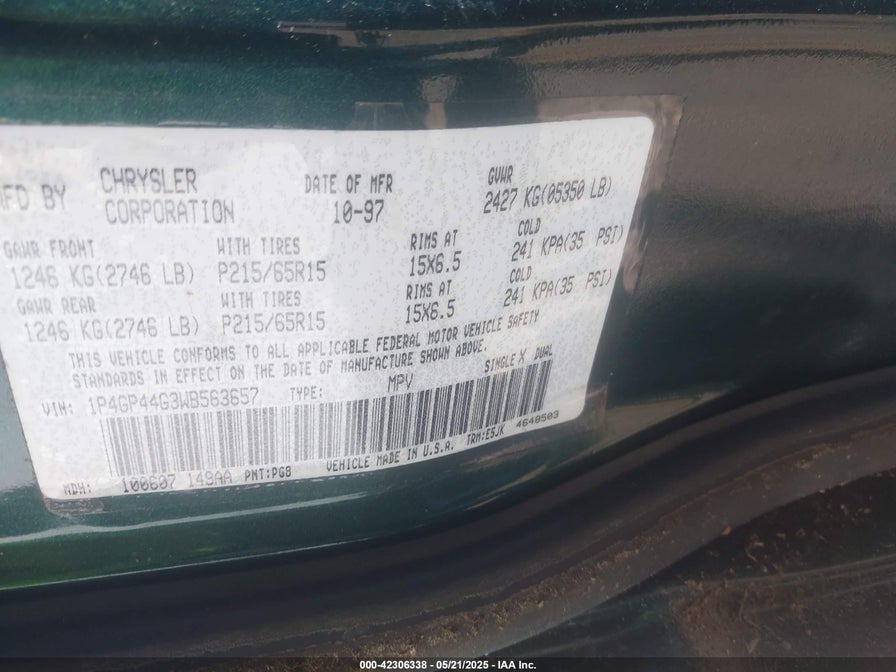 MFD BY CHRYSLER CORPORATION DATE OF MFR 10-97 GVWR 2427 KG(05350 LB)
GAWR FRONT WITH TIRES RIMS AT COLD
1246 KG(2746 LB) P215/65R15 15X6.5 241 KPA(35 PSI)
GAWR REAR WITH TIRES RIMS AT COLD
1246 KG(2746 LB) P215/65R15 15X6.5 241 KPA(35 PSI)
THIS VEHICLE CONFORMS TO ALL APPLICABLE FEDERAL MOTOR VEHICLE SAFETY
STANDARDS IN EFFECT ON THE DATE OF MANUFACTURE SHOWN ABOVE.
VIN: 1P4GP44G3WB563657 TYPE: MPV SINGLE X DUAL
MDH: 100607 149AA PNT:PG8 VEHICLE MADE IN U.S.A. TRM:E5JK 4648503
000-42306338 - 05/21/2025 - IAA Inc.